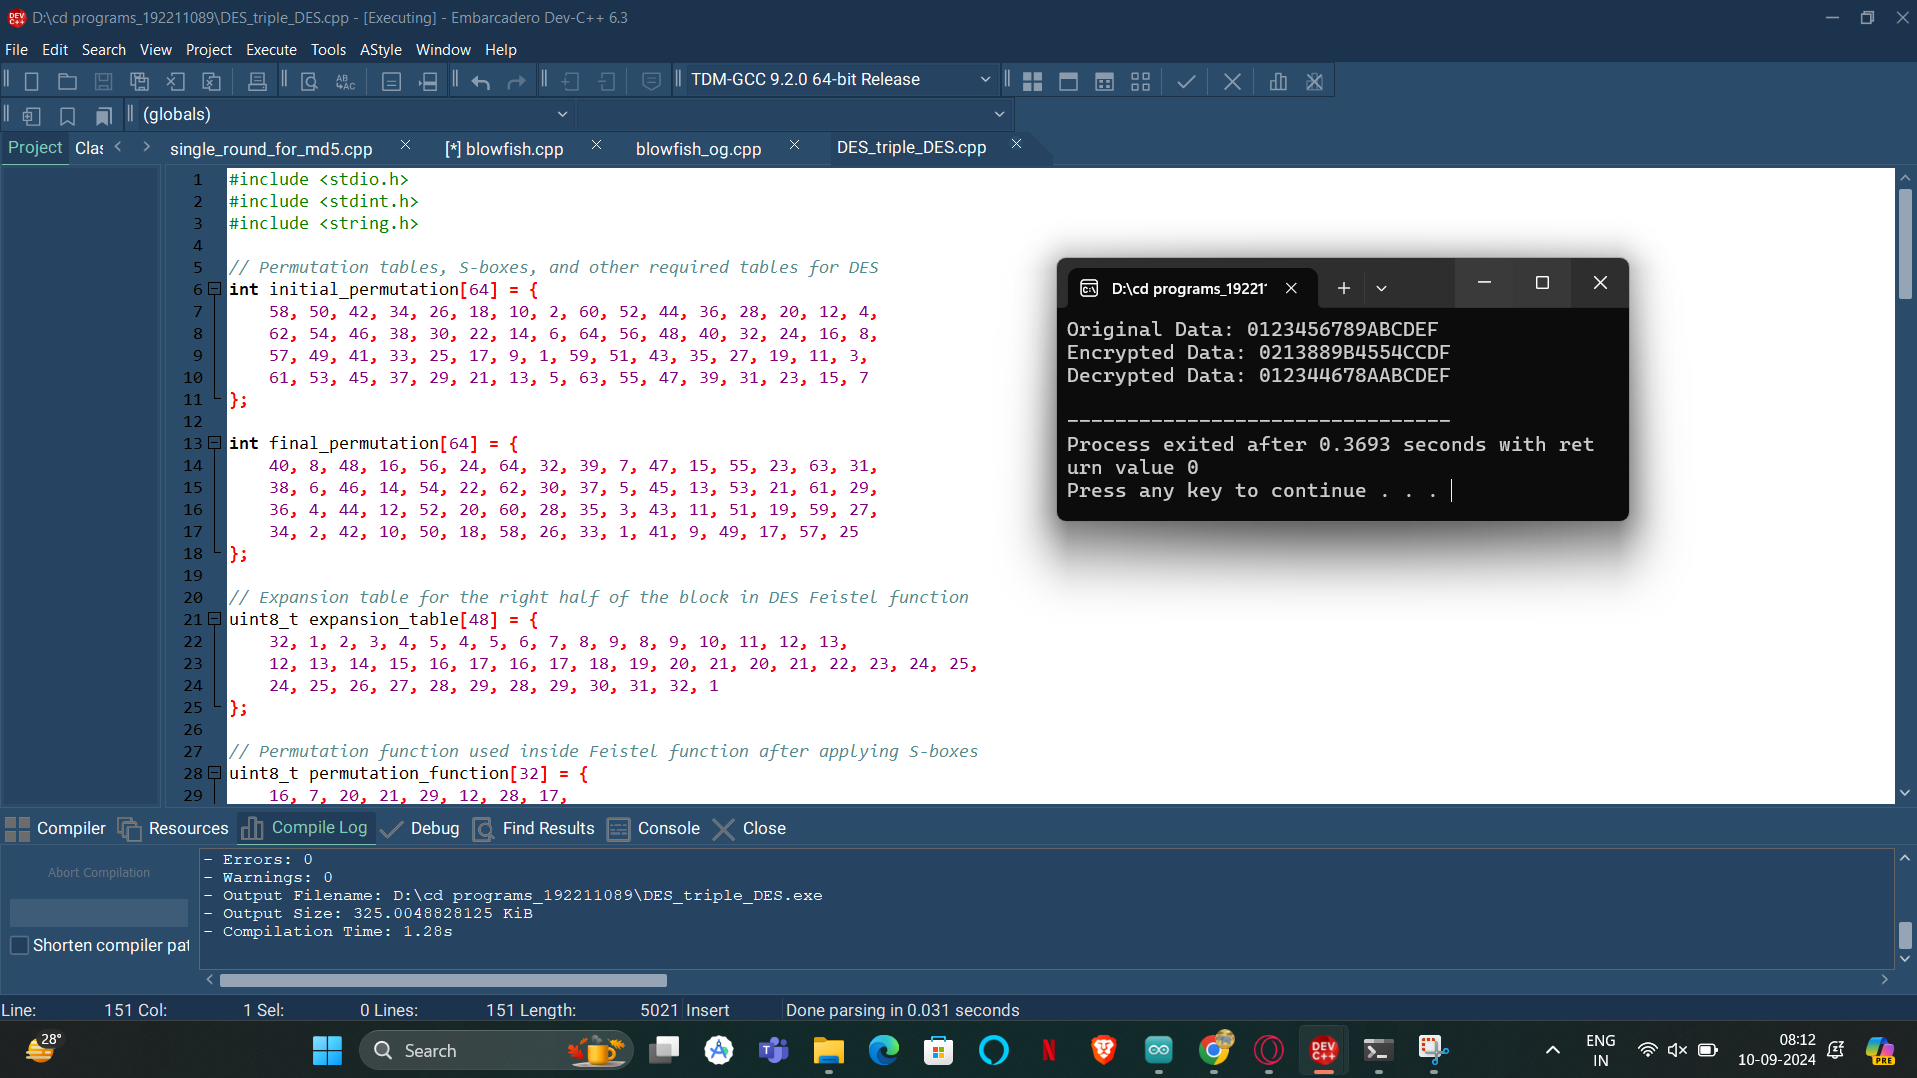 D:\cd programs_192211089\DES_triple_DES.cpp - [Executing] - Embarcadero Dev-C++ 6.3
File Edit Search View Project Execute Tools AStyle Window Help
TDM-GCC 9.2.0 64-bit Release
(globals)
Project Clas single_round_for_md5.cpp [*] blowfish.cpp blowfish_og.cpp DES_triple_DES.cpp
1 #include <stdio.h>
2 #include <stdint.h>
3 #include <string.h>
4
5 // Permutation tables, S-boxes, and other required tables for DES
6 int initial_permutation[64] = {
7 58, 50, 42, 34, 26, 18, 10, 2, 60, 52, 44, 36, 28, 20, 12, 4,
8 62, 54, 46, 38, 30, 22, 14, 6, 64, 56, 48, 40, 32, 24, 16, 8,
9 57, 49, 41, 33, 25, 17, 9, 1, 59, 51, 43, 35, 27, 19, 11, 3,
10 61, 53, 45, 37, 29, 21, 13, 5, 63, 55, 47, 39, 31, 23, 15, 7
11 };
12
13 int final_permutation[64] = {
14 40, 8, 48, 16, 56, 24, 64, 32, 39, 7, 47, 15, 55, 23, 63, 31,
15 38, 6, 46, 14, 54, 22, 62, 30, 37, 5, 45, 13, 53, 21, 61, 29,
16 36, 4, 44, 12, 52, 20, 60, 28, 35, 3, 43, 11, 51, 19, 59, 27,
17 34, 2, 42, 10, 50, 18, 58, 26, 33, 1, 41, 9, 49, 17, 57, 25
18 };
19
20 // Expansion table for the right half of the block in DES Feistel function
21 uint8_t expansion_table[48] = {
22 32, 1, 2, 3, 4, 5, 4, 5, 6, 7, 8, 9, 8, 9, 10, 11, 12, 13,
23 12, 13, 14, 15, 16, 17, 16, 17, 18, 19, 20, 21, 20, 21, 22, 23, 24, 25,
24 24, 25, 26, 27, 28, 29, 28, 29, 30, 31, 32, 1
25 };
26
27 // Permutation function used inside Feistel function after applying S-boxes
28 uint8_t permutation_function[32] = {
29 16, 7, 20, 21, 29, 12, 28, 17,
D:\cd programs_19221
Original Data: 0123456789ABCDEF
Encrypted Data: 0213889B4554CCDF
Decrypted Data: 012344678AABCDEF
--------------------------------
Process exited after 0.3693 seconds with ret
urn value 0
Press any key to continue . . .
Compiler Resources Compile Log Debug Find Results Console Close
Abort Compilation
Shorten compiler pat
- Errors: 0
- Warnings: 0
- Output Filename: D:\cd programs_192211089\DES_triple_DES.exe
- Output Size: 325.0048828125 KiB
- Compilation Time: 1.28s
Line: 151 Col: 1 Sel: 0 Lines: 151 Length: 5021 Insert Done parsing in 0.031 seconds
28°
Search
ENG
IN
08:12
10-09-2024